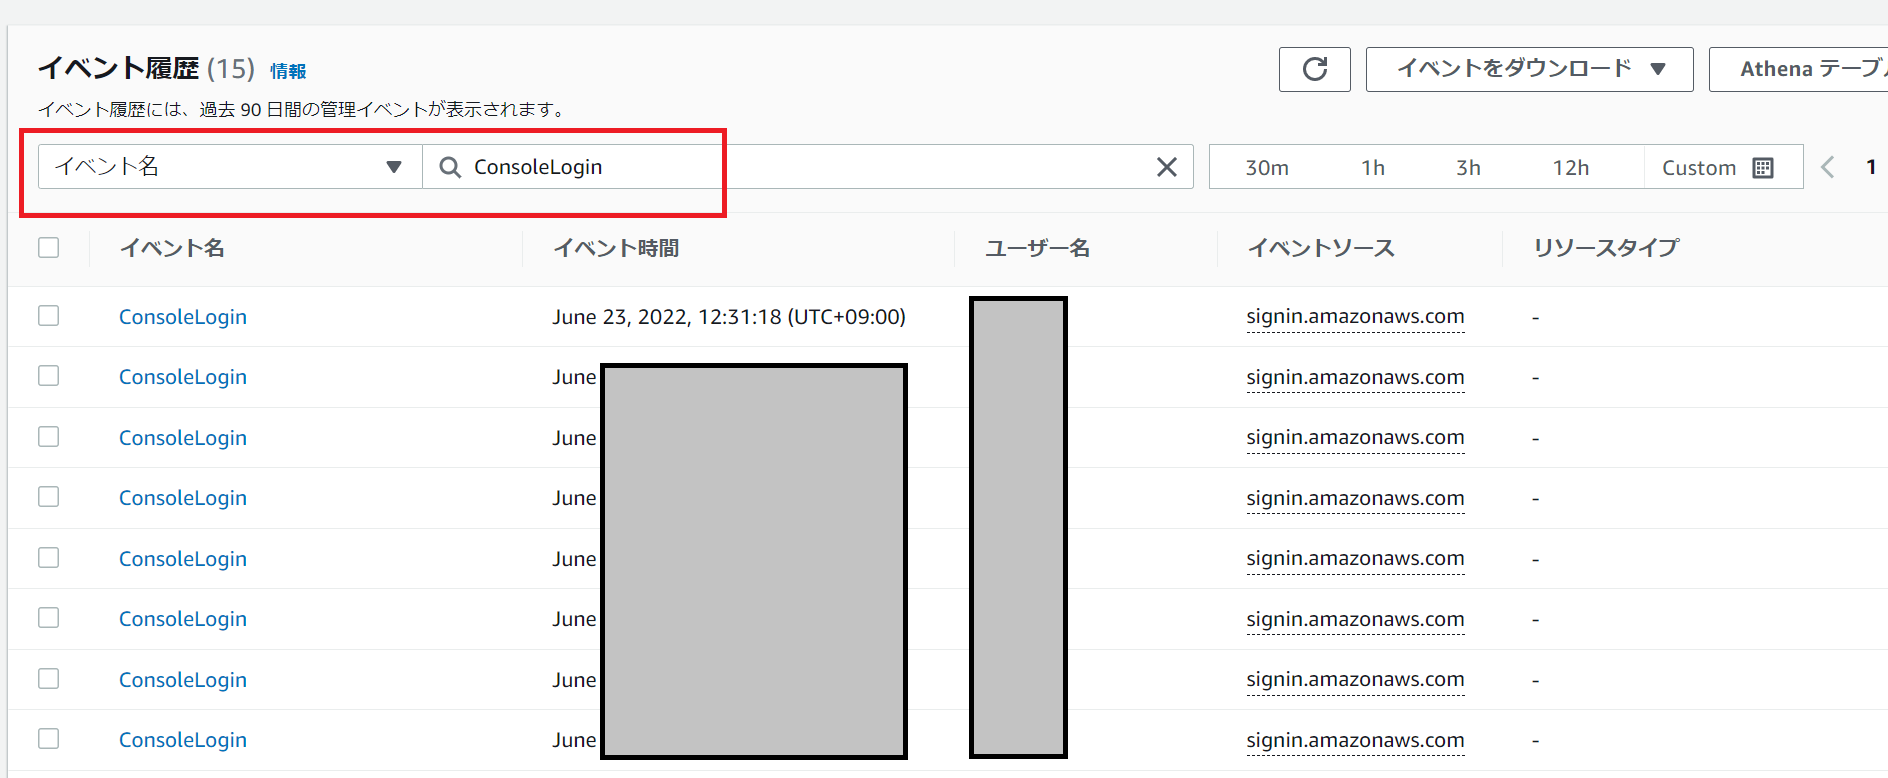 イベント履歴 (15) 情報
イベントをダウンロード
Athena テーブ
イベント履歴には、過去 90 日間の管理イベントが表示されます。
イベント名 ConsoleLogin 30m 1h 3h 12h Custom 1
イベント名 イベント時間 ユーザー名 イベントソース リソースタイプ
ConsoleLogin June 23, 2022, 12:31:18 (UTC+09:00) signin.amazonaws.com -
ConsoleLogin June signin.amazonaws.com -
ConsoleLogin June signin.amazonaws.com -
ConsoleLogin June signin.amazonaws.com -
ConsoleLogin June signin.amazonaws.com -
ConsoleLogin June signin.amazonaws.com -
ConsoleLogin June signin.amazonaws.com -
ConsoleLogin June signin.amazonaws.com -